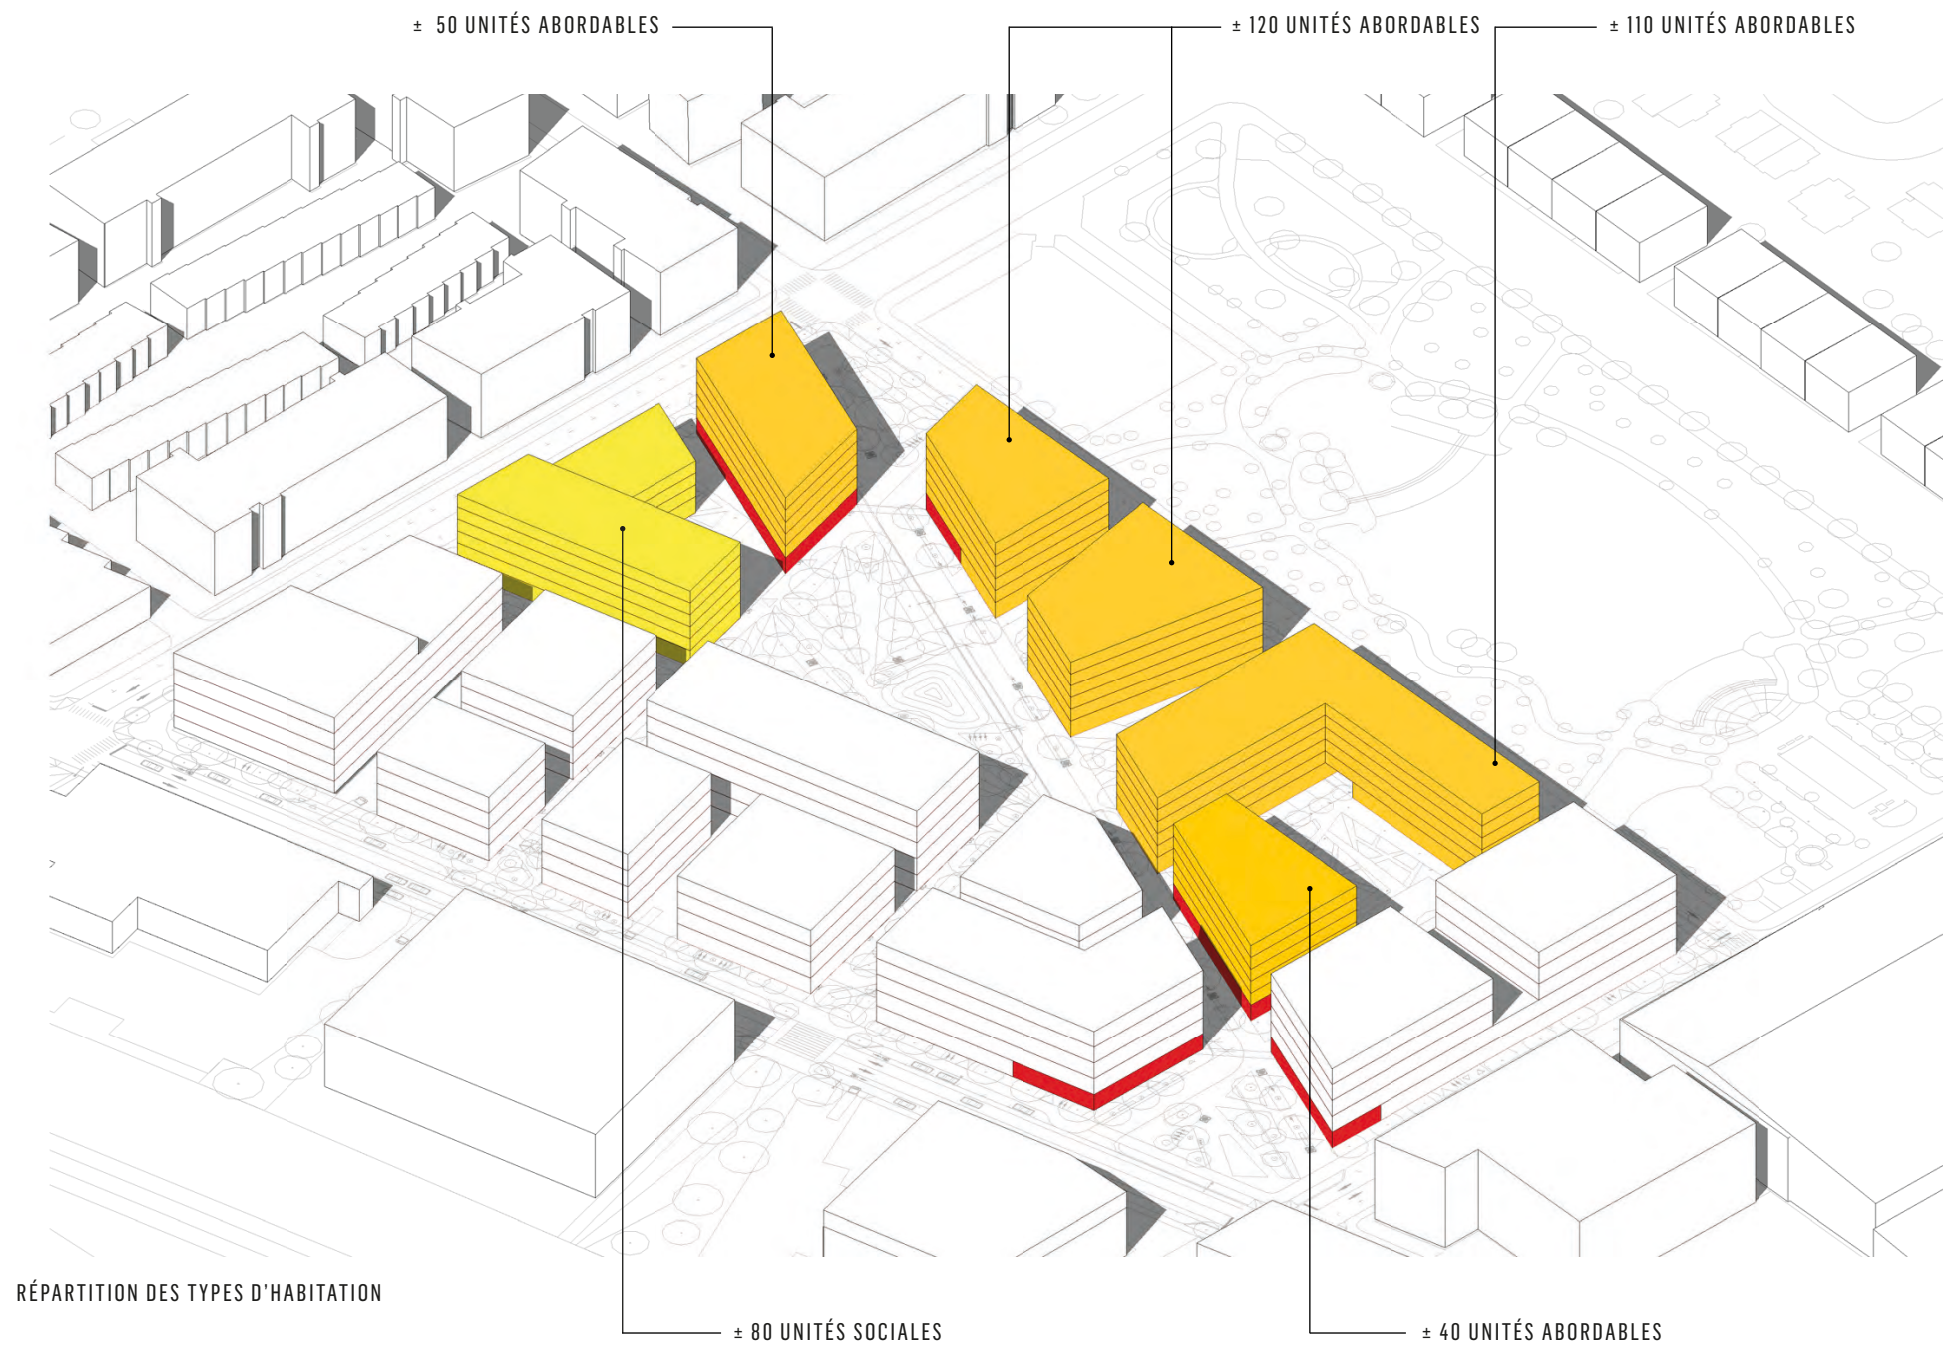 ± 50 UNITÉS ABORDABLES
± 120 UNITÉS ABORDABLES
± 110 UNITÉS ABORDABLES
RÉPARTITION DES TYPES D'HABITATION
± 80 UNITÉS SOCIALES
± 40 UNITÉS ABORDABLES